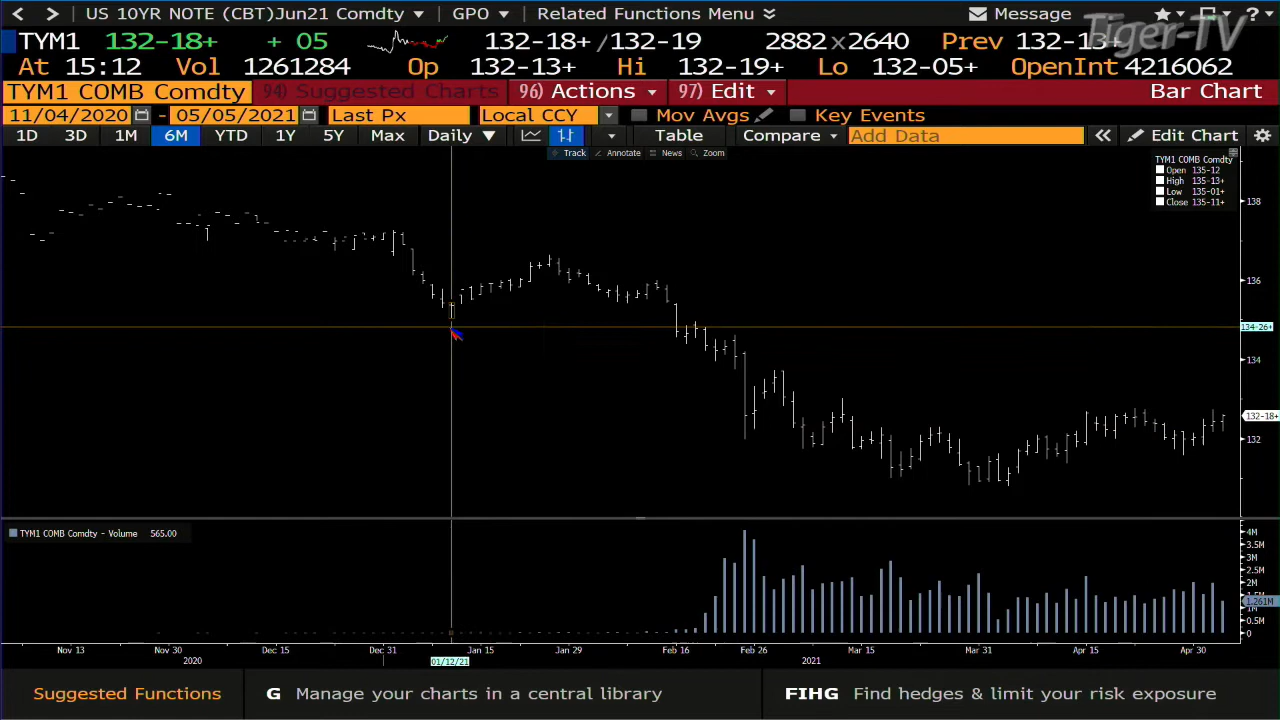 US 10YR NOTE (CBT)Jun21 Comdty GPO Related Functions Menu Message ?
Tiger-TV
TYM1 132-18+ + 05 132-18+/132-19 2882x2640 Prev 132-13+
At 15:12 Vol 1261284 Op 132-13+ Hi 132-19+ Lo 132-05+ OpenInt 4216062
TYM1 COMB Comdty 94) Suggested Charts 96) Actions 97) Edit Bar Chart
11/04/2020 - 05/05/2021 Last Px Local CCY Mov Avgs Key Events
1D 3D 1M 6M YTD 1Y 5Y Max Daily Table Compare Add Data Edit Chart
Track Annotate News Zoom
TYM1 COMB Comdty
Open 135-12
High 135-13+
Low 135-01+
Close 135-11+
138
136
134-26+
134
132-18+
132
TYM1 COMB Comdty - Volume 565.00
4M
3.5M
3M
2.5M
2M
1.5M
1.261M
1M
0.5M
0
Nov 13 Nov 30 Dec 15 Dec 31 Jan 15 Jan 29 Feb 16 Feb 26 Mar 15 Mar 31 Apr 15 Apr 30
2020 01/12/21 2021
Suggested Functions G Manage your charts in a central library FIHG Find hedges & limit your risk exposure